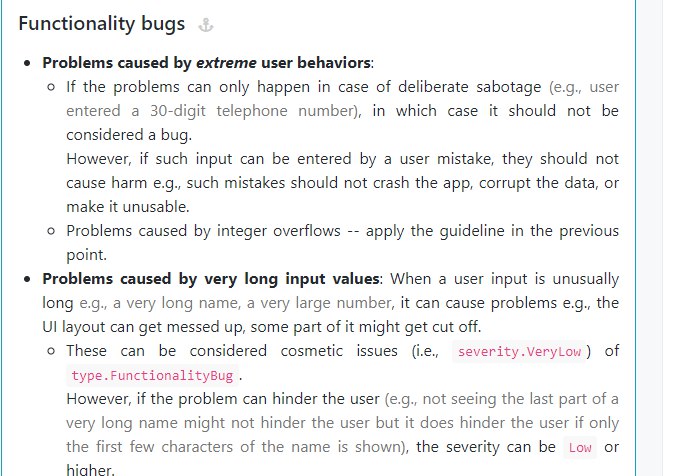 Functionality bugs
• Problems caused by extreme user behaviors:
○ If the problems can only happen in case of deliberate sabotage (e.g., user
entered a 30-digit telephone number), in which case it should not be
considered a bug.
However, if such input can be entered by a user mistake, they should not
cause harm e.g., such mistakes should not crash the app, corrupt the data, or
make it unusable.
○ Problems caused by integer overflows -- apply the guideline in the previous
point.
• Problems caused by very long input values: When a user input is unusually
long e.g., a very long name, a very large number, it can cause problems e.g., the
UI layout can get messed up, some part of it might get cut off.
○ These can be considered cosmetic issues (i.e., severity.VeryLow ) of
type.FunctionalityBug .
However, if the problem can hinder the user (e.g., not seeing the last part of a
very long name might not hinder the user but it does hinder the user if only
the first few characters of the name is shown), the severity can be Low or
higher.